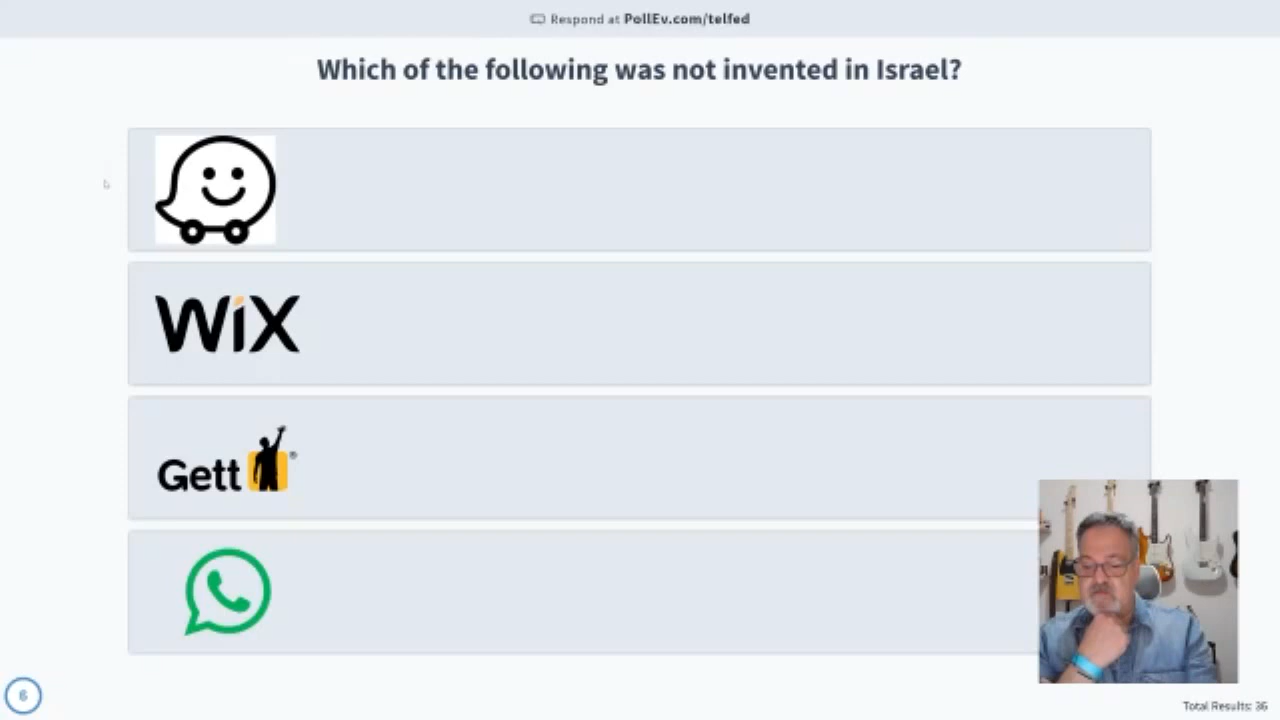 Respond at PollEv.com/telfed
Which of the following was not invented in Israel?
WiX
Gett®
6
Total Results: 36